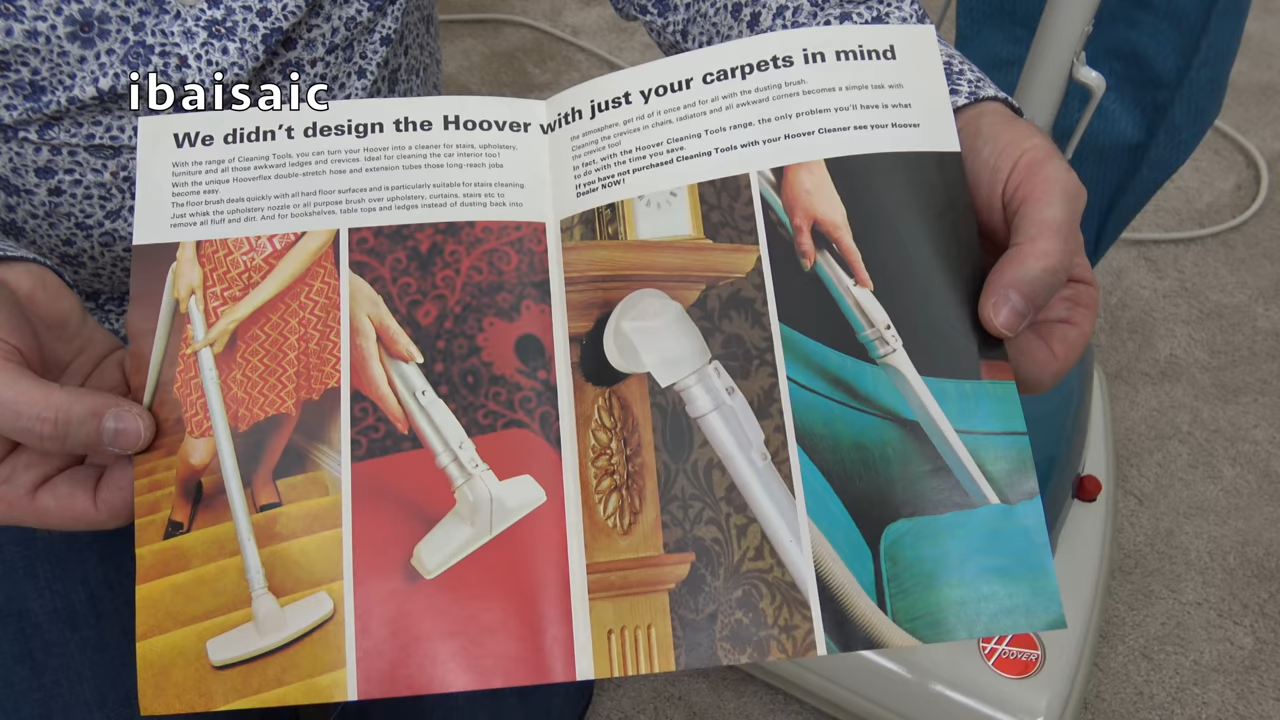 ibaisaic
We didn't design the Hoover with just your carpets in mind
With the range of Cleaning Tools, you can turn your Hoover into a cleaner for stairs, upholstery,
furniture and all those awkward ledges and crevices. Ideal for cleaning the car interior too!
With the unique Hooverflex double-stretch hose and extension tubes those long-reach jobs
become easy.
The floor brush deals quickly with all hard floor surfaces and is particularly suitable for stairs cleaning.
Just whisk the upholstery nozzle or all purpose brush over upholstery, curtains, stairs etc to
remove all fluff and dirt. And for bookshelves, table tops and ledges instead of dusting back into
the atmosphere, get rid of it once and for all with the dusting brush.
Cleaning the crevices in chairs, radiators and all awkward corners becomes a simple task with
the crevice tool
In fact, with the Hoover Cleaning Tools range, the only problem you'll have is what
to do with the time you save.
If you have not purchased Cleaning Tools with your Hoover Cleaner see your Hoover
Dealer NOW!
HOOVER